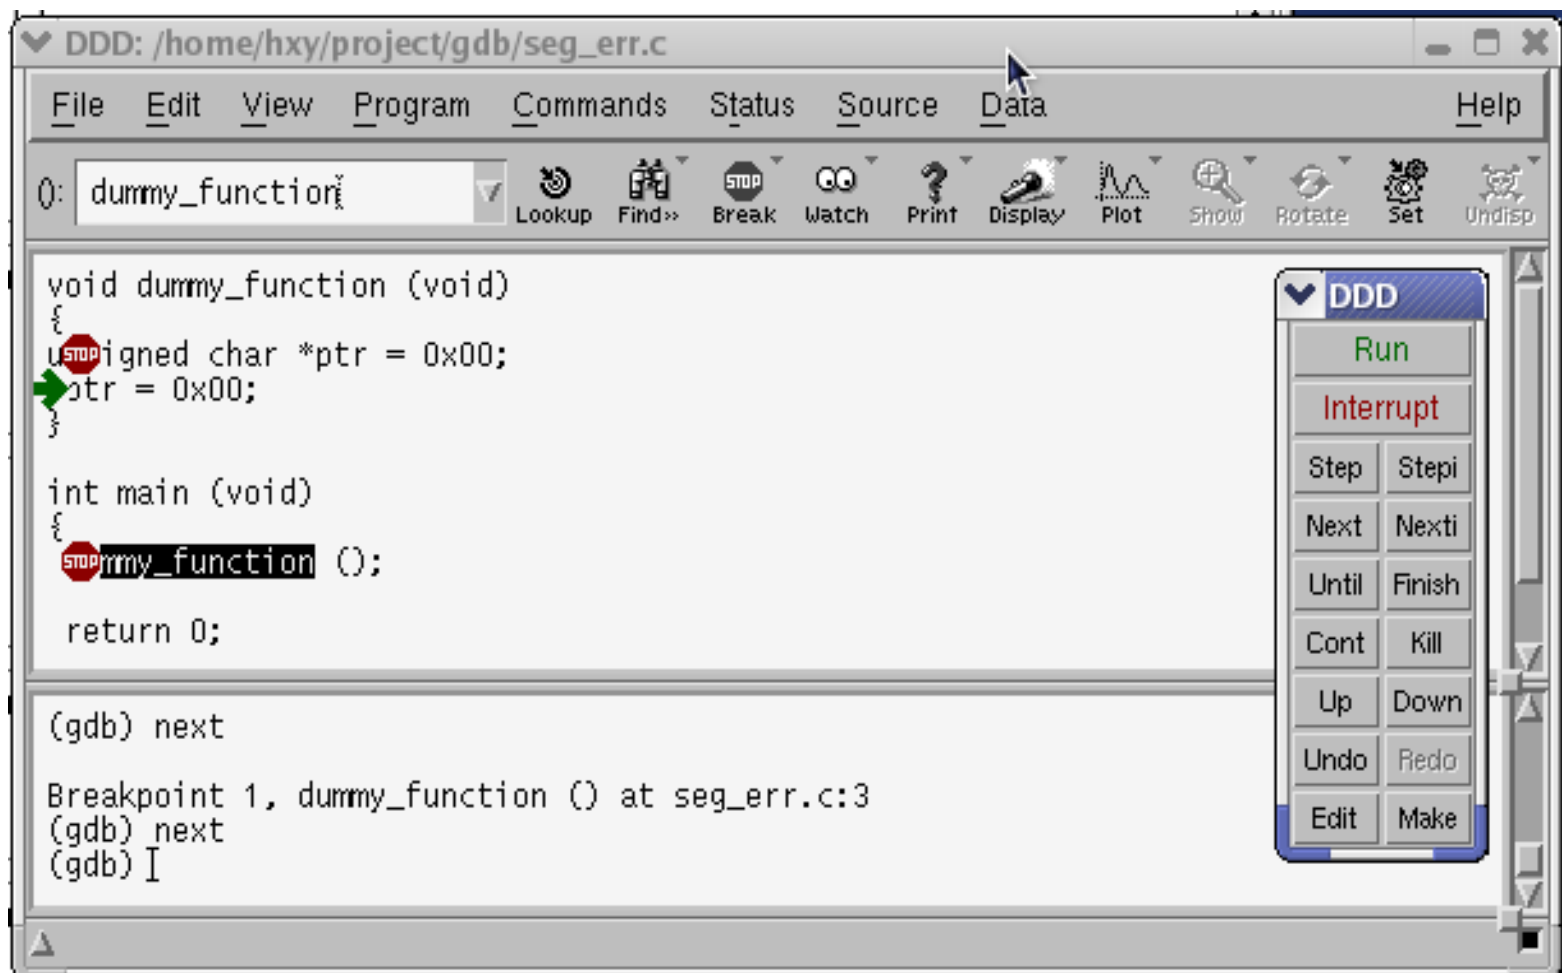 DDD: /home/hxy/project/gdb/seg_err.c
File Edit View Program Commands Status Source Data Help
(): dummy_function
Lookup Find» Break Watch Print Display Plot Show Rotate Set Undisp
STOP
void dummy_function (void)
{
STOP igned char *ptr = 0x00;
ptr = 0x00;
}
int main (void)
{
STOP mmy_function ();
return 0;
(gdb) next
Breakpoint 1, dummy_function () at seg_err.c:3
(gdb) next
(gdb)
DDD
Run
Interrupt
Step Stepi
Next Nexti
Until Finish
Cont Kill
Up Down
Undo Redo
Edit Make